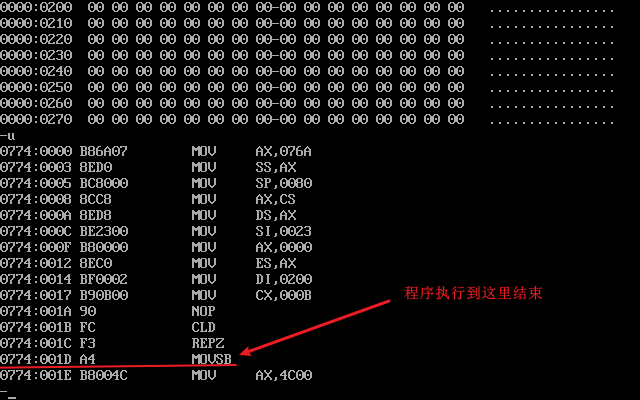 0000:0200  00 00 00 00 00 00 00 00-00 00 00 00 00 00 00 00   ................
0000:0210  00 00 00 00 00 00 00 00-00 00 00 00 00 00 00 00   ................
0000:0220  00 00 00 00 00 00 00 00-00 00 00 00 00 00 00 00   ................
0000:0230  00 00 00 00 00 00 00 00-00 00 00 00 00 00 00 00   ................
0000:0240  00 00 00 00 00 00 00 00-00 00 00 00 00 00 00 00   ................
0000:0250  00 00 00 00 00 00 00 00-00 00 00 00 00 00 00 00   ................
0000:0260  00 00 00 00 00 00 00 00-00 00 00 00 00 00 00 00   ................
0000:0270  00 00 00 00 00 00 00 00-00 00 00 00 00 00 00 00   ................
-u
0774:0000 B86A07        MOV     AX,076A
0774:0003 8ED0          MOV     SS,AX
0774:0005 BC8000        MOV     SP,0080
0774:0008 8CC8          MOV     AX,CS
0774:000A 8ED8          MOV     DS,AX
0774:000C BE2300        MOV     SI,0023
0774:000F B80000        MOV     AX,0000
0774:0012 8EC0          MOV     ES,AX
0774:0014 BF0002        MOV     DI,0200
0774:0017 B90B00        MOV     CX,000B
程序执行到这里结束
0774:001A 90            NOP
0774:001B FC            CLD
0774:001C F3            REPZ
0774:001D A4            MOVSB
0774:001E B8004C        MOV     AX,4C00
-_